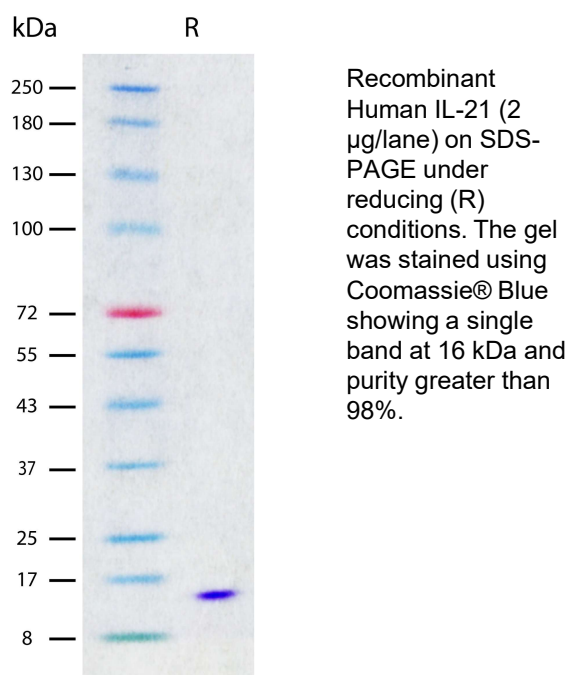 kDa R
250
180
130
100
72
55
43
37
25
17
8
Recombinant
Human IL-21 (2
µg/lane) on SDS-
PAGE under
reducing (R)
conditions. The gel
was stained using
Coomassie® Blue
showing a single
band at 16 kDa and
purity greater than
98%.